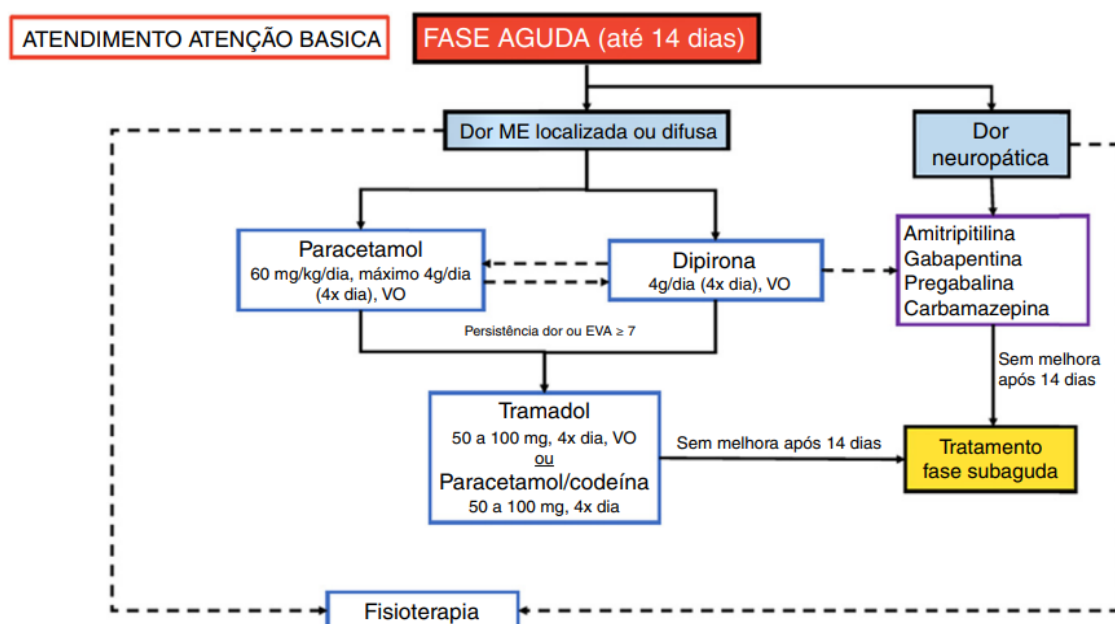 ATENDIMENTO ATENÇÃO BASICA
FASE AGUDA (até 14 dias)
Dor ME localizada ou difusa
Dor
neuropática
Paracetamol
60 mg/kg/dia, máximo 4g/dia
(4x dia), VO
Dipirona
4g/dia (4x dia), VO
Amitripitilina
Gabapentina
Pregabalina
Carbamazepina
Persistência dor ou EVA ≥ 7
Sem melhora
após 14 dias
Tramadol
50 a 100 mg, 4x dia, VO
ou
Paracetamol/codeína
50 a 100 mg, 4x dia
Sem melhora após 14 dias
Tratamento
fase subaguda
Fisioterapia